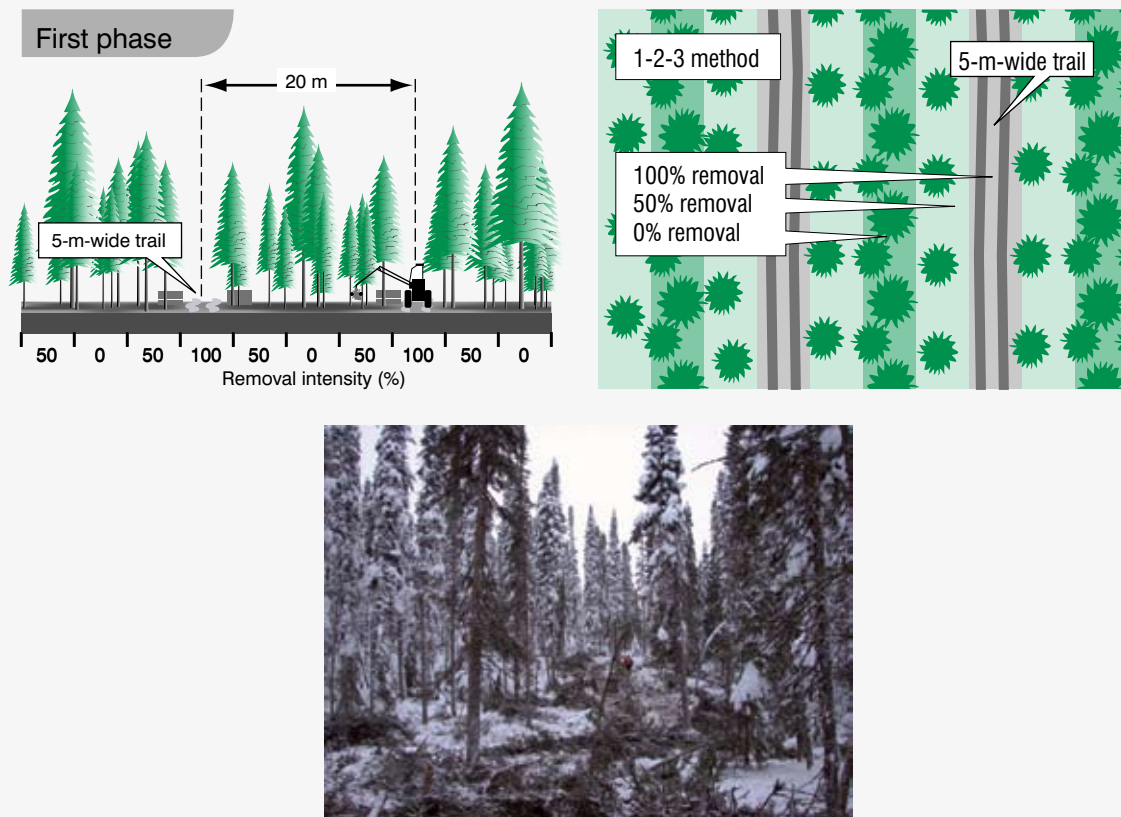 First phase
20 m
5-m-wide trail
50 0 50 100 50 0 50 100 50 0
Removal intensity (%)
1-2-3 method
5-m-wide trail
100% removal
50% removal
0% removal